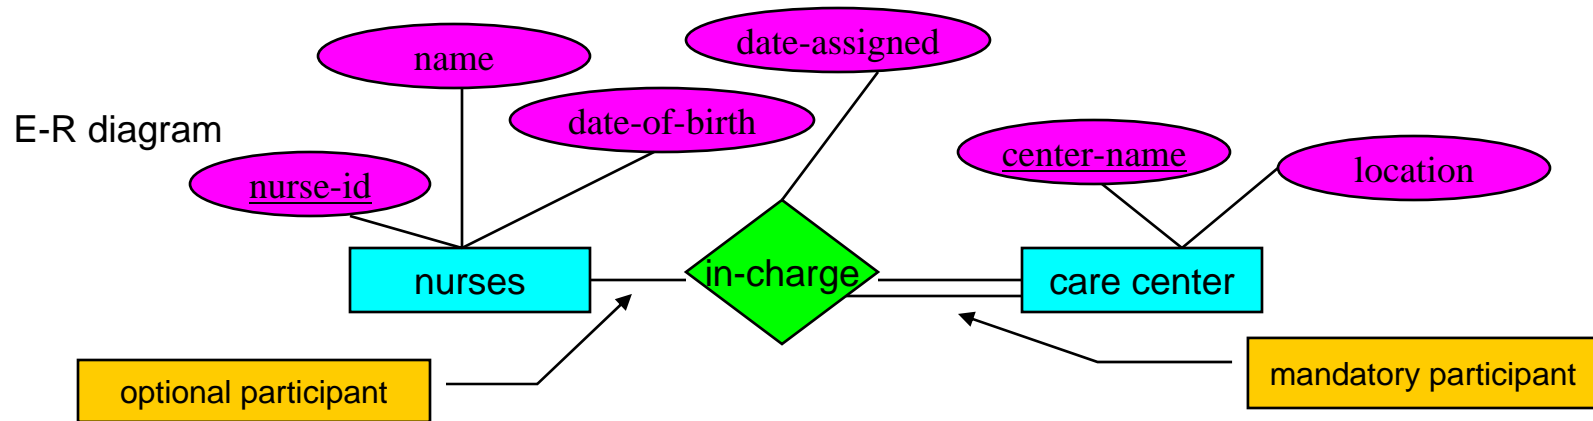 name
date-assigned
E-R diagram
date-of-birth
nurse-id
center-name
location
nurses
in-charge
care center
optional participant
mandatory participant